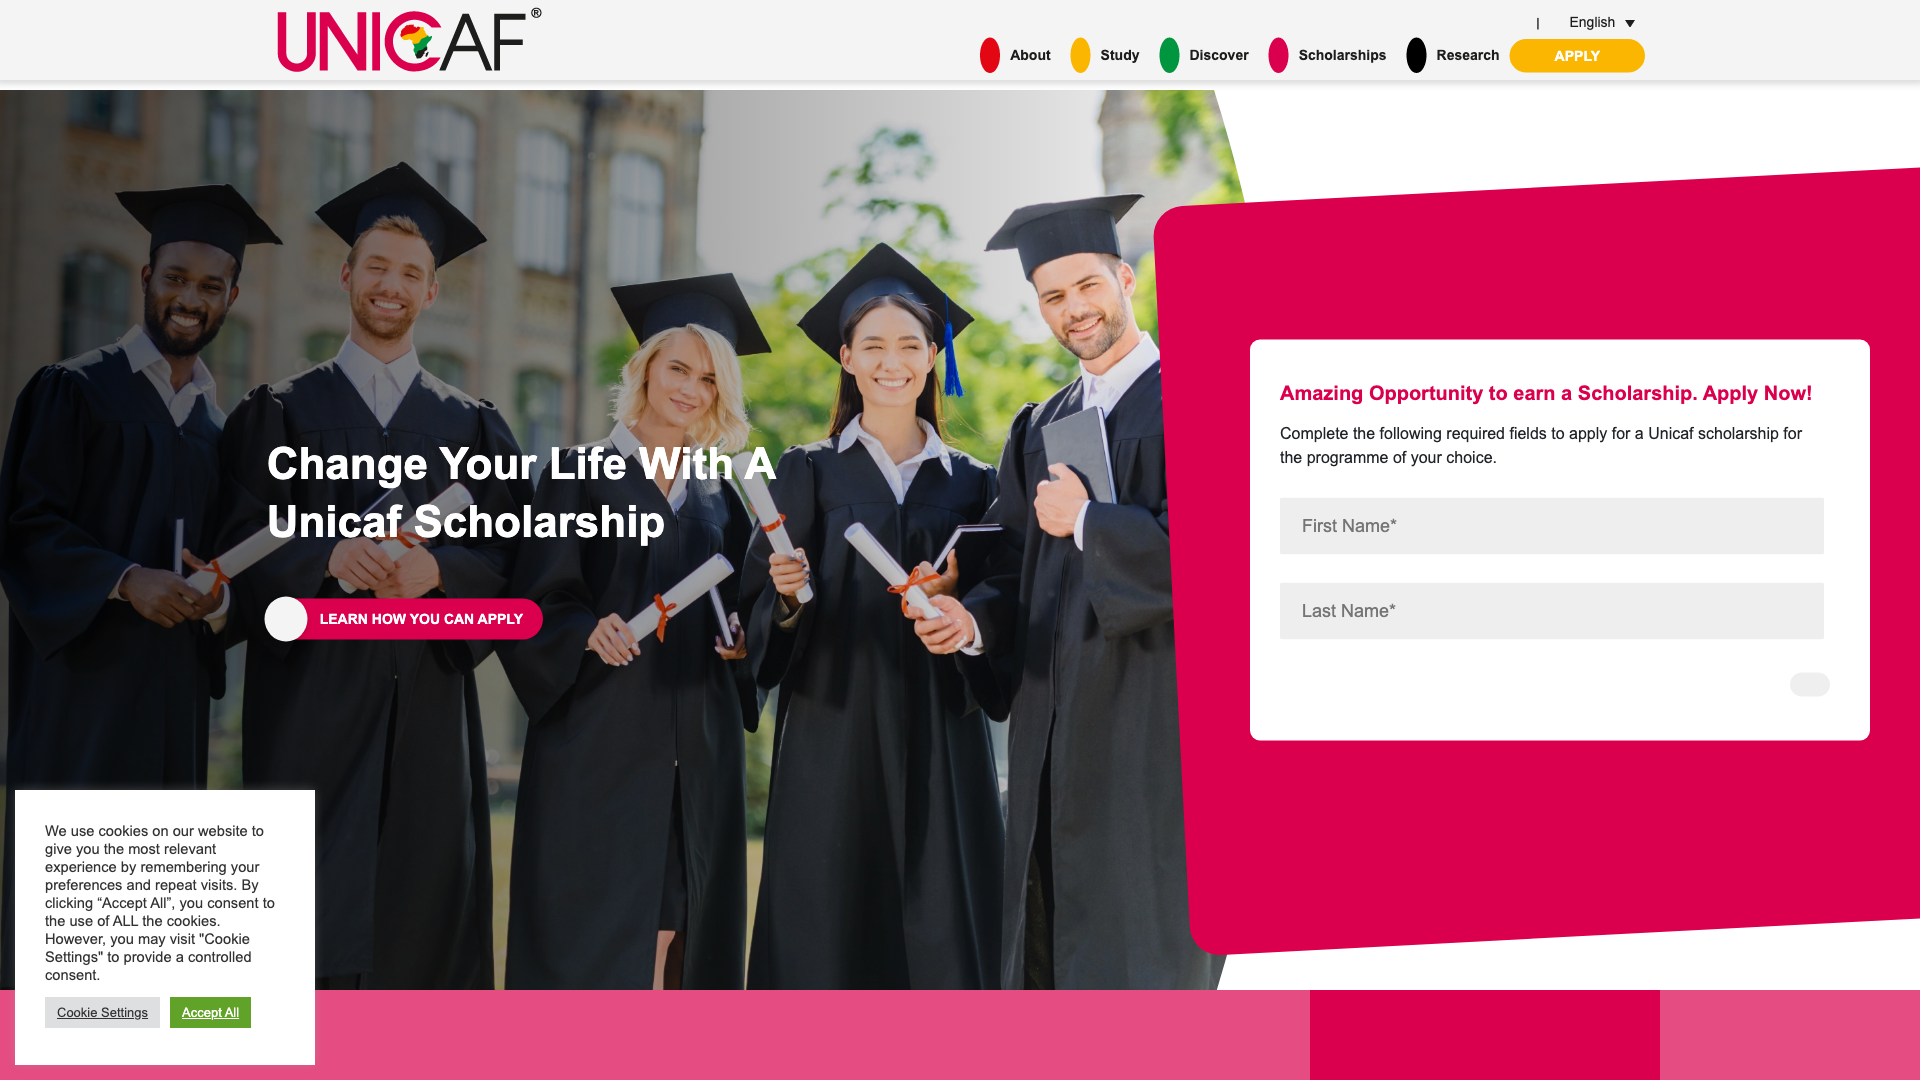 UNICAF®
|
English
About
Study
Discover
Scholarships
Research
APPLY
Change Your Life With A
Unicaf Scholarship
LEARN HOW YOU CAN APPLY
Amazing Opportunity to earn a Scholarship. Apply Now!
Complete the following required fields to apply for a Unicaf scholarship for
the programme of your choice.
First Name*
Last Name*
We use cookies on our website to
give you the most relevant
experience by remembering your
preferences and repeat visits. By
clicking “Accept All”, you consent to
the use of ALL the cookies.
However, you may visit "Cookie
Settings" to provide a controlled
consent.
Cookie Settings
Accept All